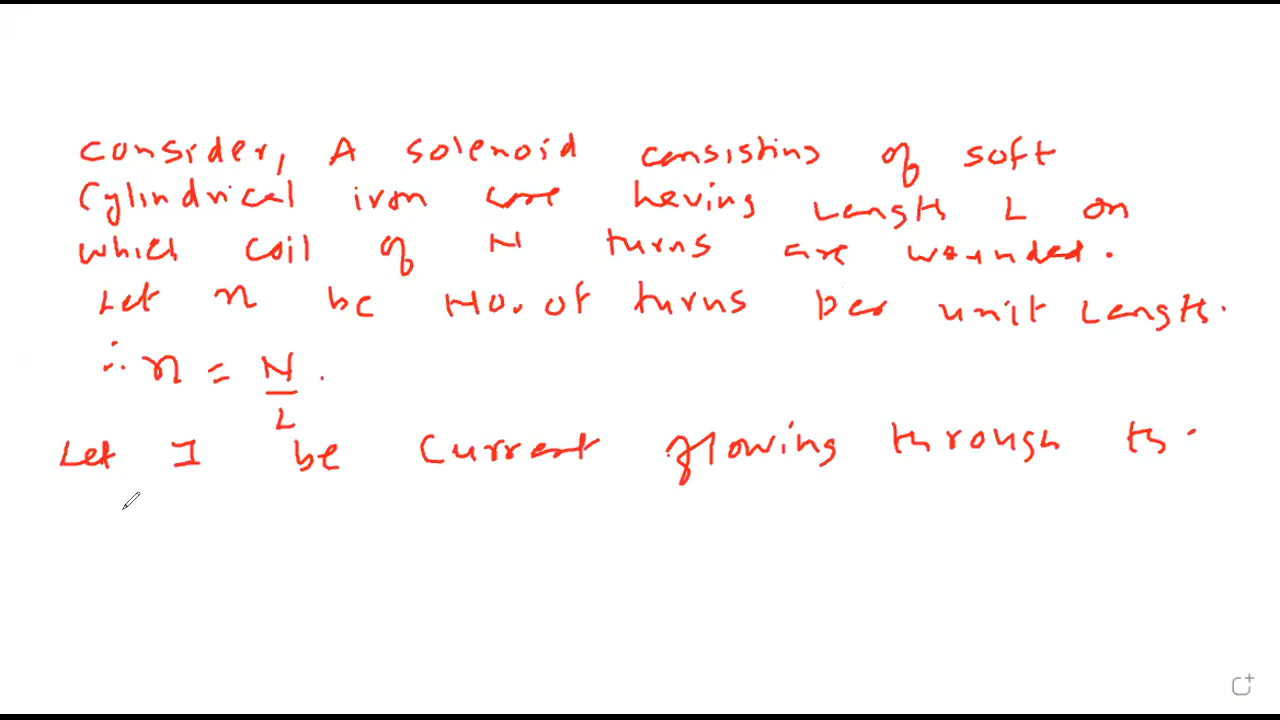 Consider, A solenoid consisting of soft
Cylindrical iron core having Length L on
which coil of N turns are wounded.
Let n be No. of turns per unit Length.
∴ n = N/L.
Let I be Current flowing through th.